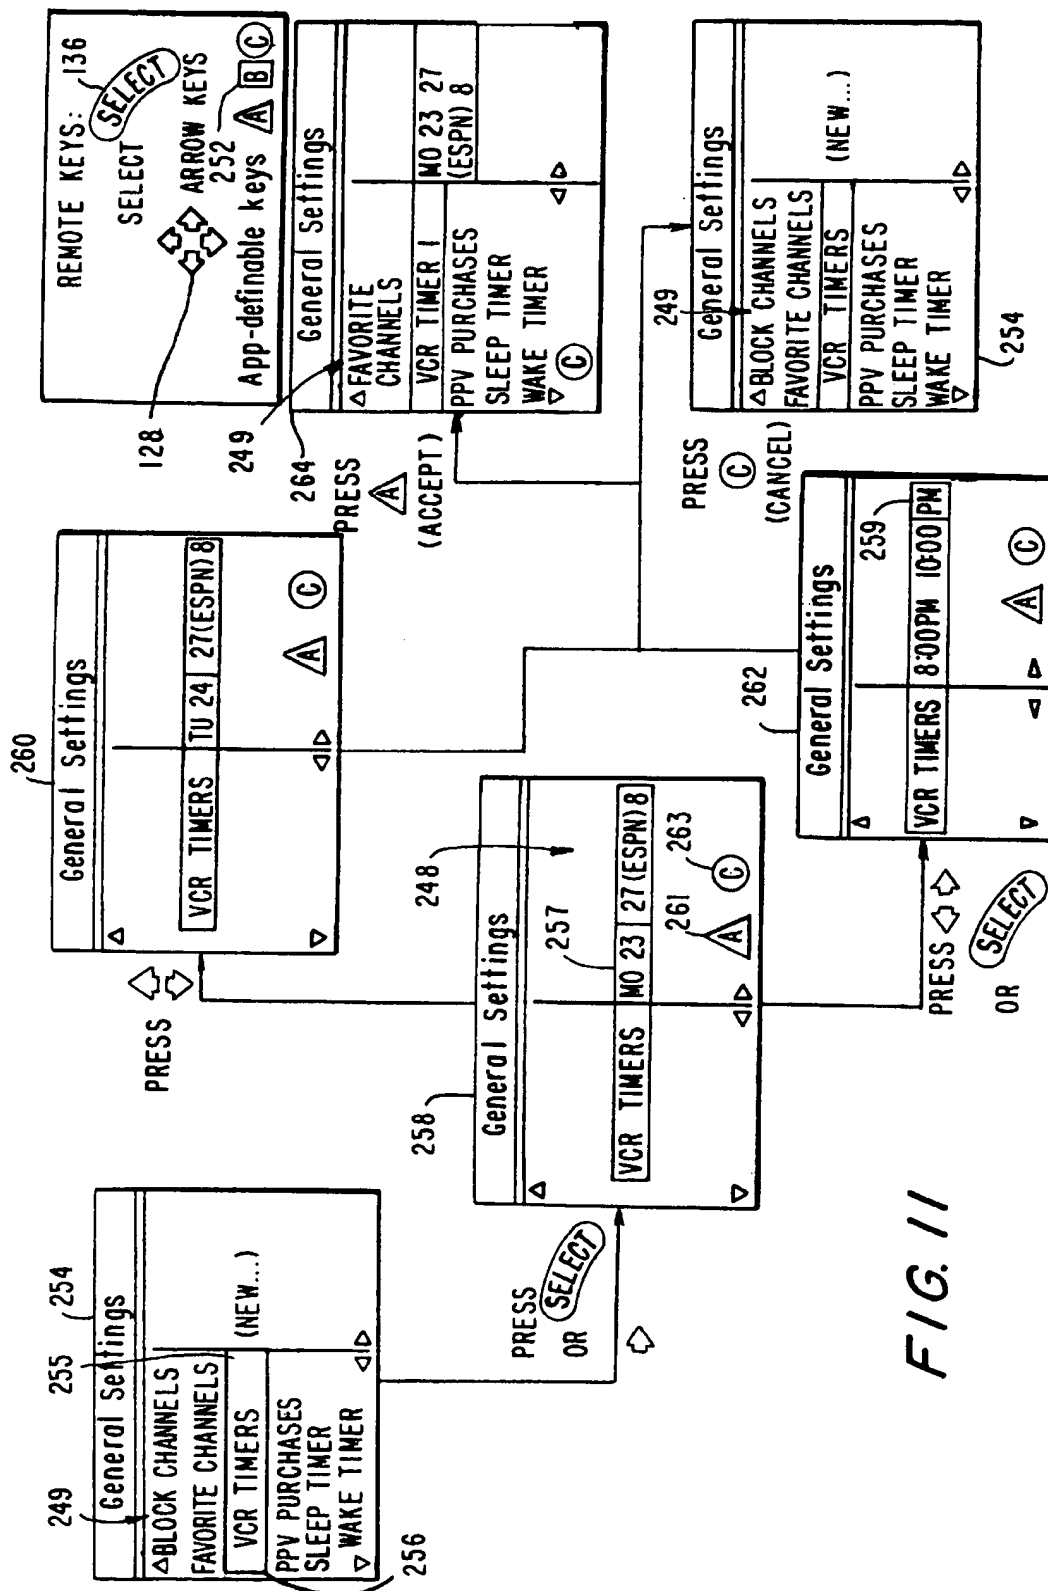 REMOTE KEYS: 136
SELECT SELECT
128 ARROW KEYS
252
App-definable keys A B C
254
General Settings
249 255
BLOCK CHANNELS
FAVORITE CHANNELS
VCR TIMERS (NEW...)
PPV PURCHASES
SLEEP TIMER
WAKE TIMER
256
PRESS
SELECT
OR
258
General Settings
248
257
VCR TIMERS MO 23 27(ESPN)8
261 263
A C
PRESS
260
General Settings
VCR TIMERS TU 24 27(ESPN)8
A C
PRESS
OR SELECT
262
General Settings
259
VCR TIMERS 8:00PM 10:00 PM
A C
PRESS
A
(ACCEPT)
264
General Settings
249
FAVORITE
CHANNELS
VCR TIMER 1 MO 23 27
(ESPN) 8
PPV PURCHASES
SLEEP TIMER
WAKE TIMER
C
PRESS
C
(CANCEL)
General Settings
249
BLOCK CHANNELS
FAVORITE CHANNELS
VCR TIMERS (NEW...)
PPV PURCHASES
SLEEP TIMER
WAKE TIMER
254
FIG. 11